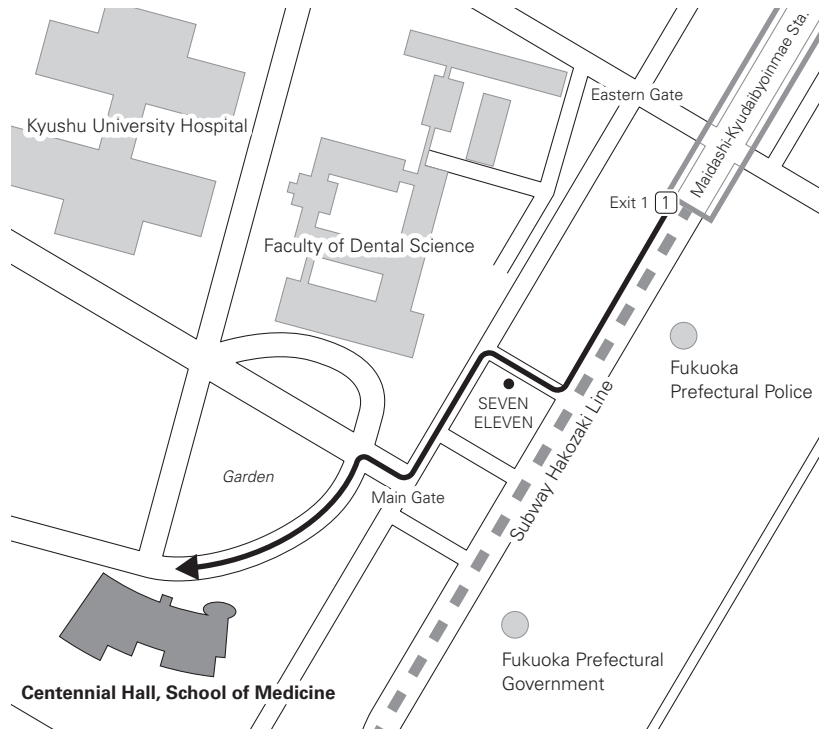 Maidashi-Kyudaibyoinmae Sta.
Eastern Gate
Kyushu University Hospital
Exit 1
1
Faculty of Dental Science
Fukuoka
Prefectural Police
SEVEN
ELEVEN
Subway Hakozaki Line
Garden
Main Gate
Fukuoka Prefectural
Government
Centennial Hall, School of Medicine